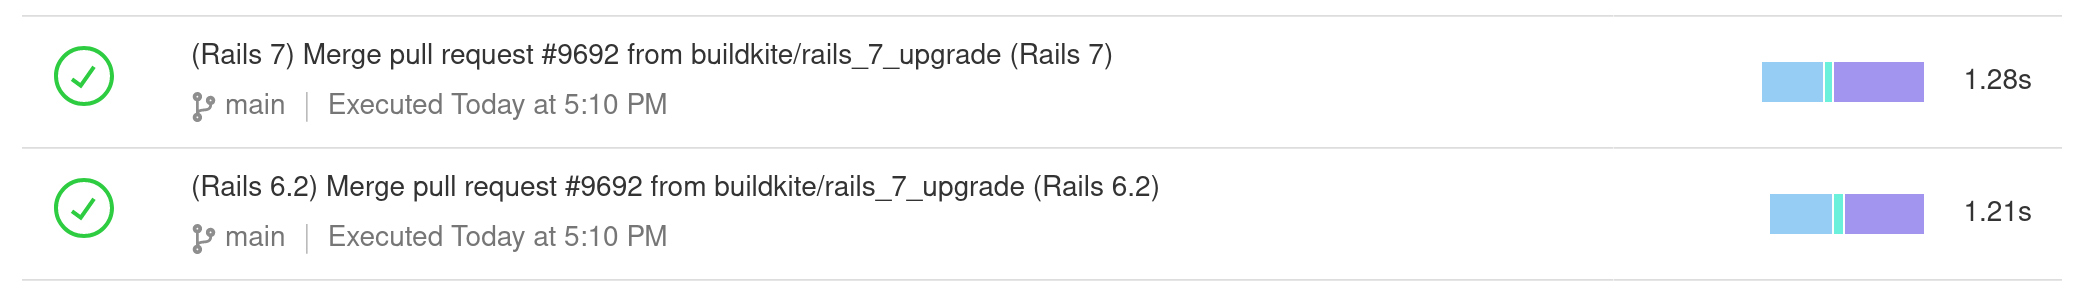 (Rails 7) Merge pull request #9692 from buildkite/rails_7_upgrade (Rails 7)
main | Executed Today at 5:10 PM
1.28s
(Rails 6.2) Merge pull request #9692 from buildkite/rails_7_upgrade (Rails 6.2)
main | Executed Today at 5:10 PM
1.21s